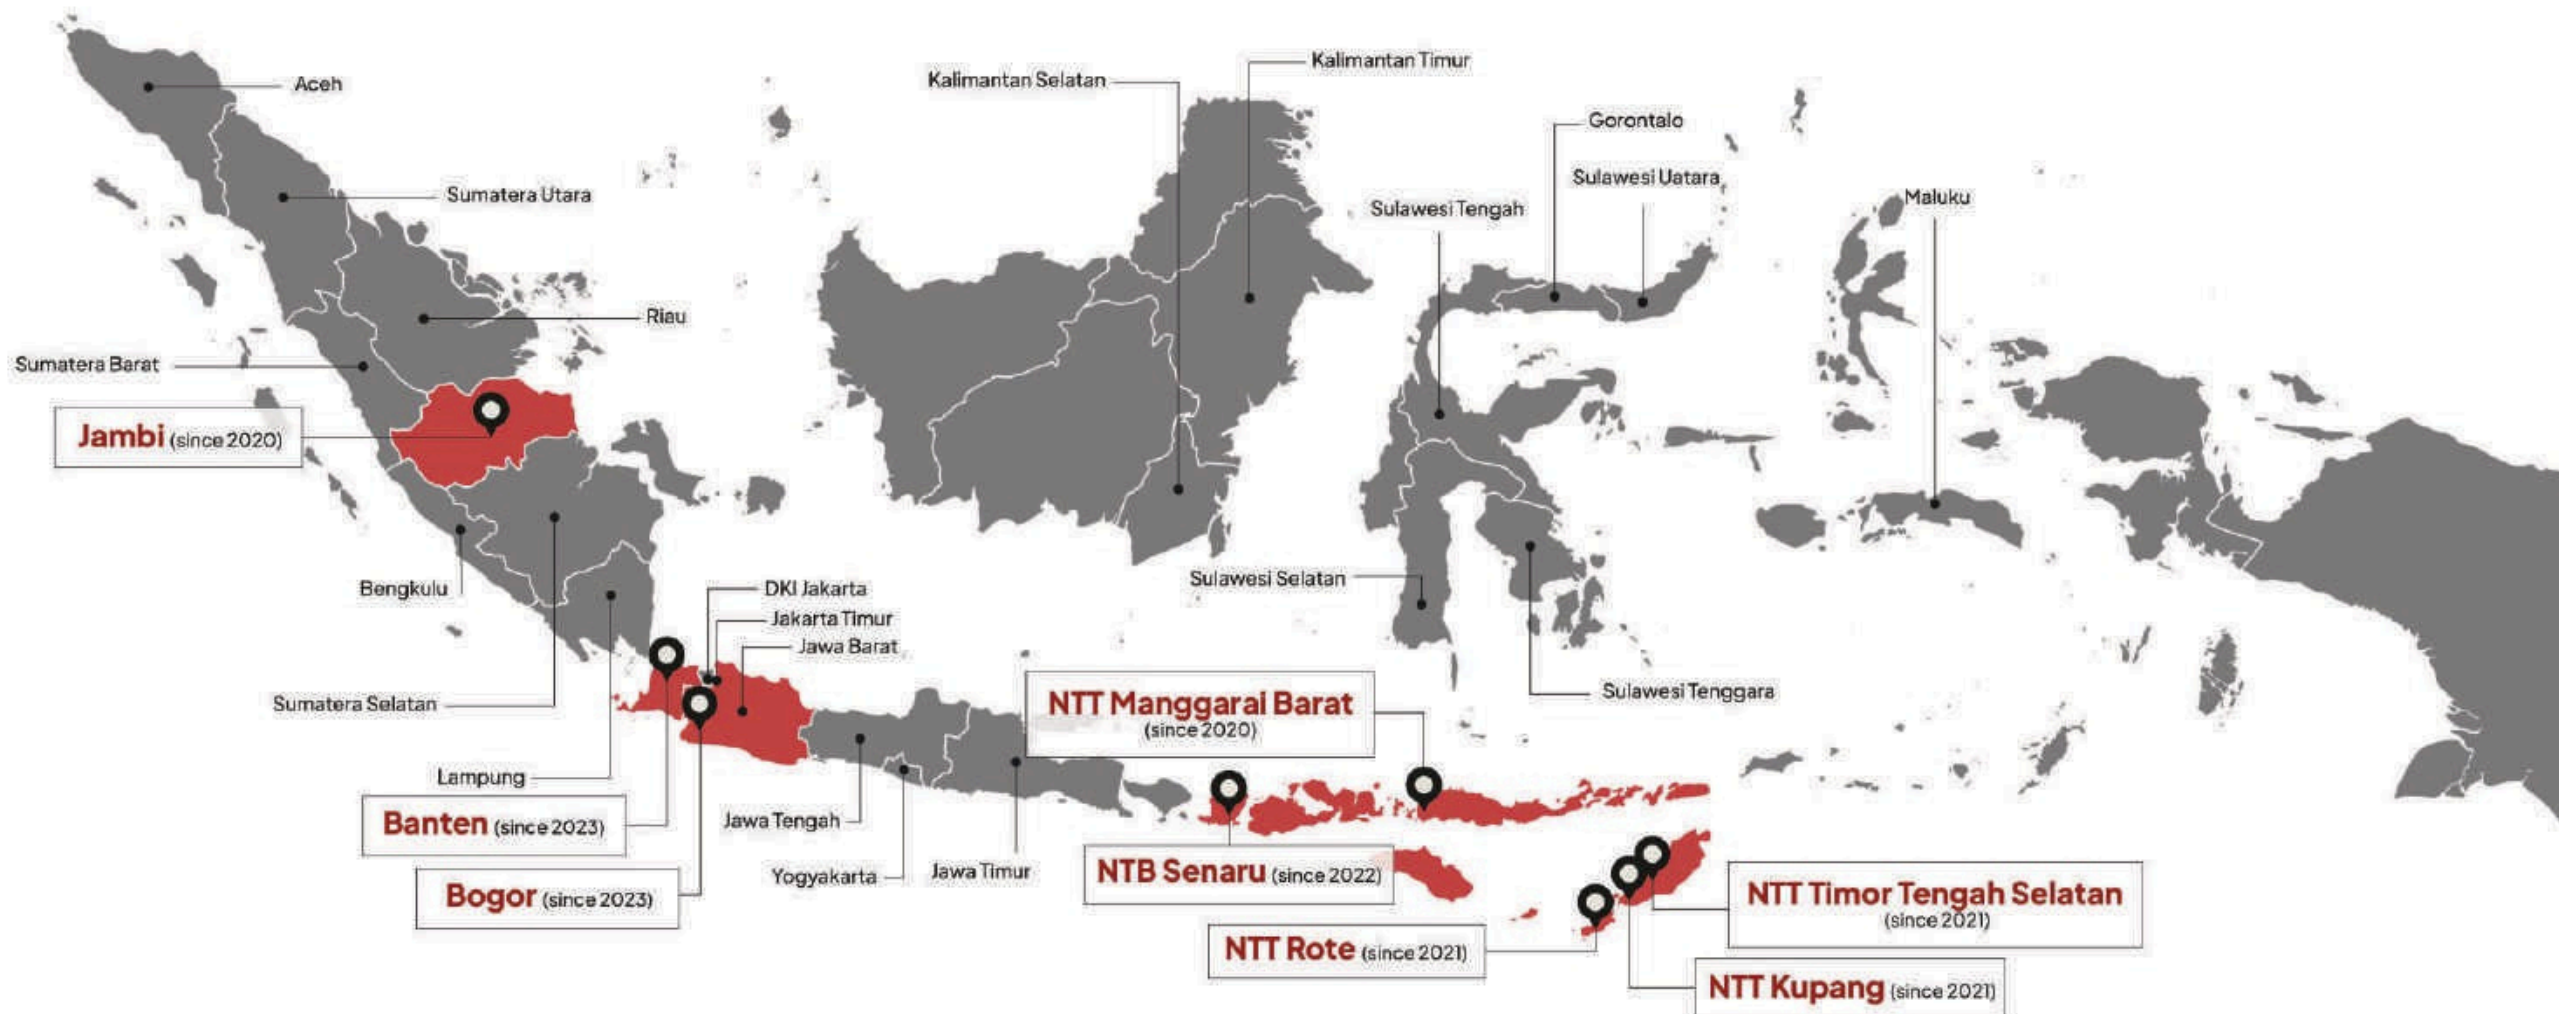 Aceh
Sumatera Utara
Riau
Sumatera Barat
Jambi (since 2020)
Bengkulu
Sumatera Selatan
Lampung
Banten (since 2023)
Bogor (since 2023)
DKI Jakarta
Jakarta Timur
Jawa Barat
Jawa Tengah
Yogyakarta
Jawa Timur
Kalimantan Selatan
Kalimantan Timur
Gorontalo
Sulawesi Uatara
Sulawesi Tengah
Maluku
Sulawesi Selatan
Sulawesi Tenggara
NTT Manggarai Barat
(since 2020)
NTB Senaru (since 2022)
NTT Rote (since 2021)
NTT Timor Tengah Selatan
(since 2021)
NTT Kupang (since 2021)